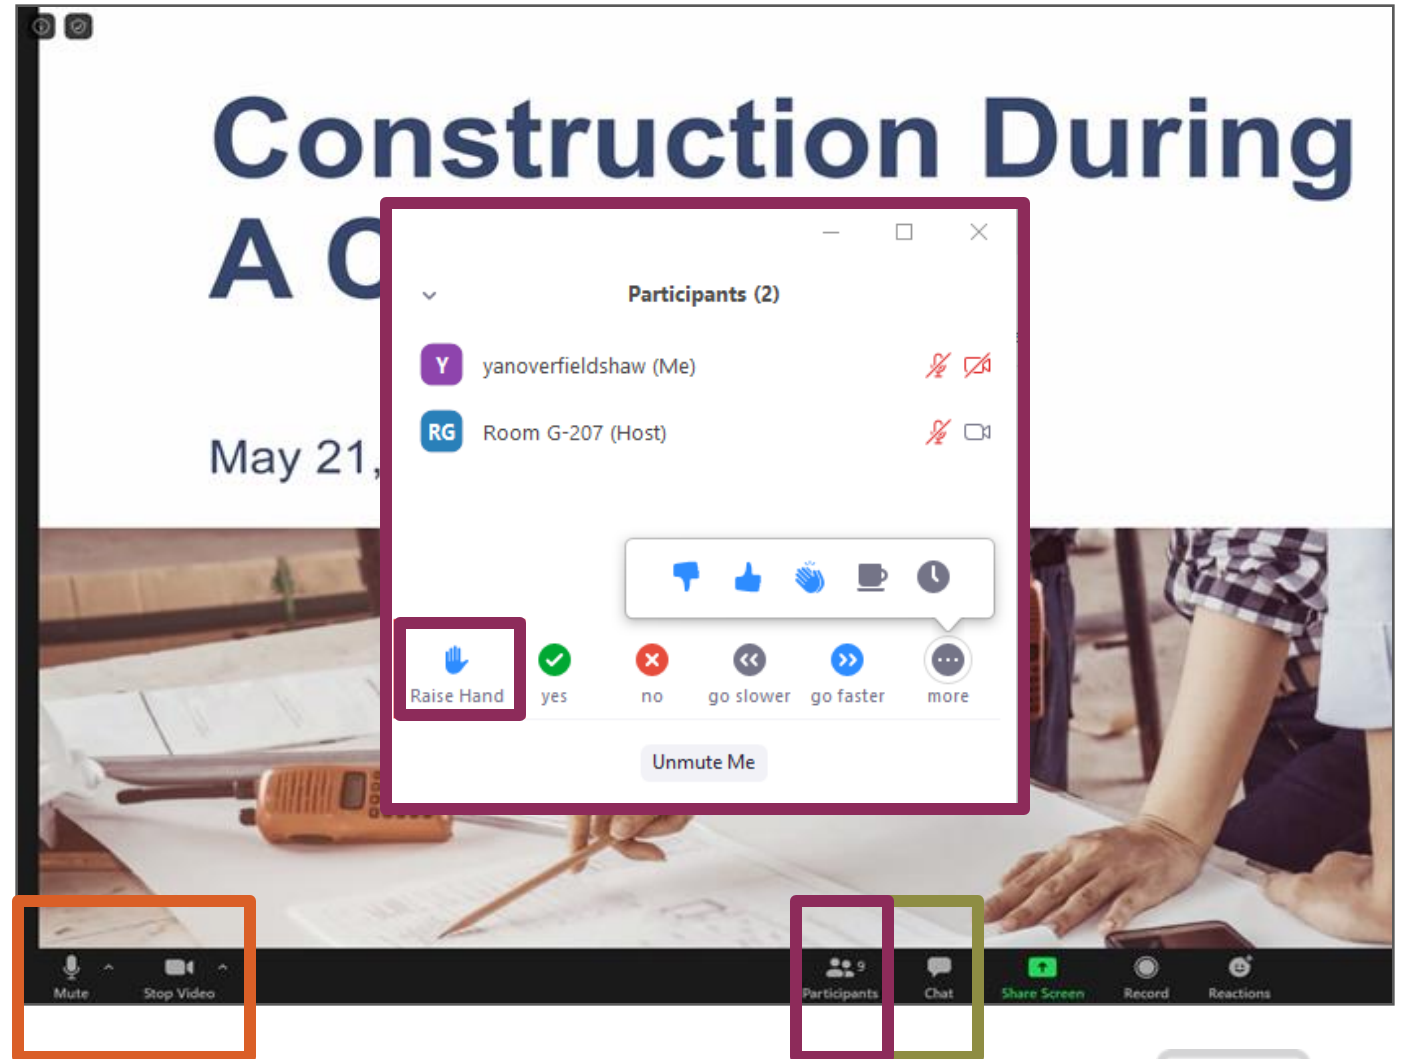 Construction During
A C
May 21,
Participants (2)
Y yanoverfieldshaw (Me)
RG Room G-207 (Host)
Raise Hand yes no go slower go faster more
Unmute Me
9
Mute Stop Video Participants Chat Share Screen Record Reactions